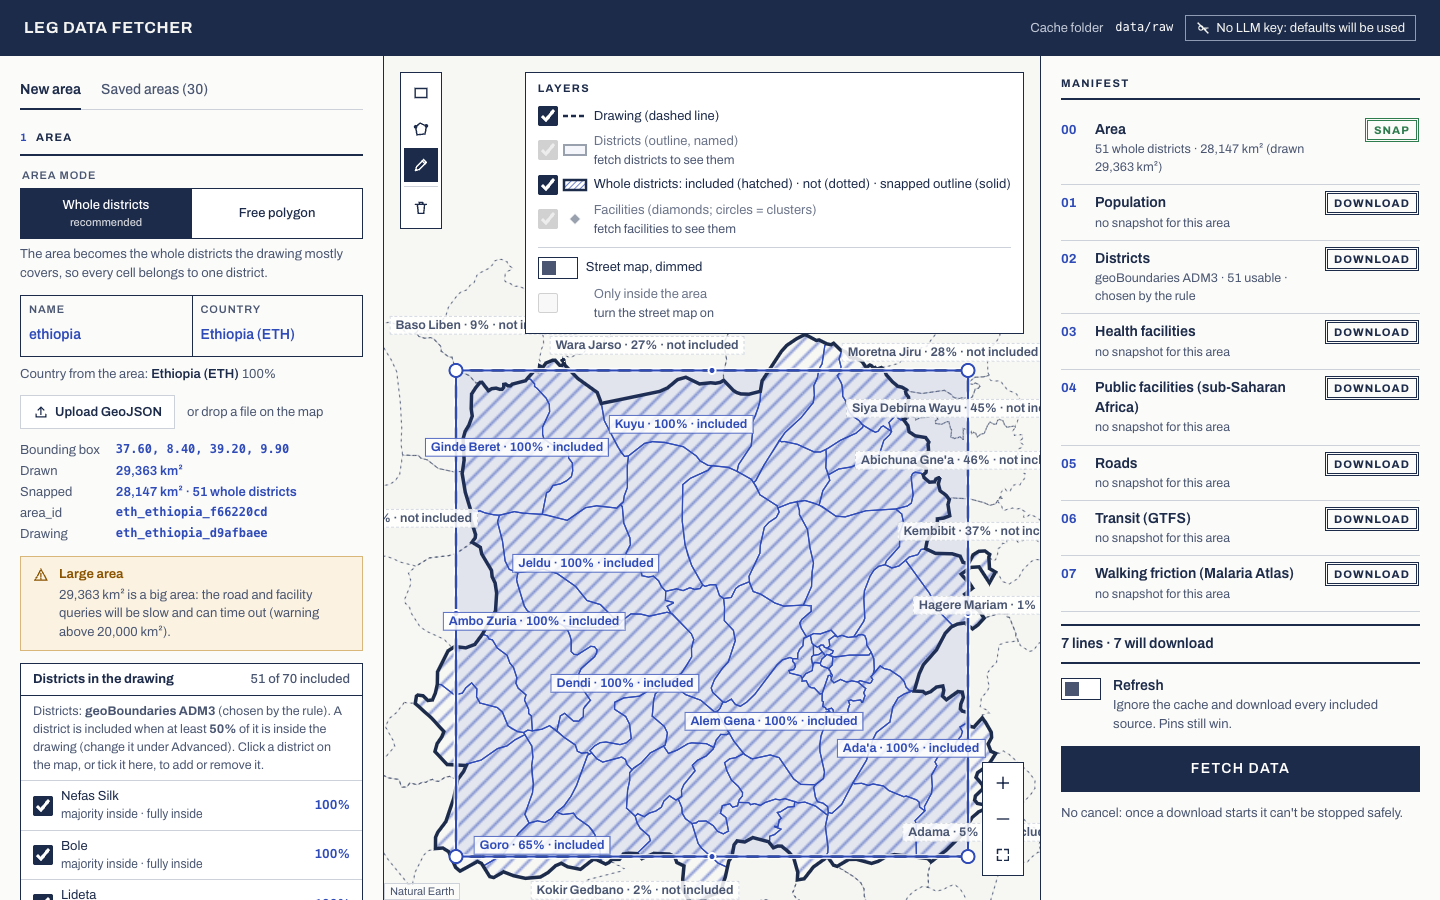 LEG DATA FETCHER
Cache folder data/raw
No LLM key: defaults will be used
New area
Saved areas (30)
1 AREA
AREA MODE
Whole districts
recommended
Free polygon
The area becomes the whole districts the drawing mostly
covers, so every cell belongs to one district.
NAME
ethiopia
COUNTRY
Ethiopia (ETH)
Country from the area: Ethiopia (ETH) 100%
Upload GeoJSON
or drop a file on the map
Bounding box 37.60, 8.40, 39.20, 9.90
Drawn 29,363 km²
Snapped 28,147 km² · 51 whole districts
area_id eth_ethiopia_f66220cd
Drawing eth_ethiopia_d9afbaee
Large area
29,363 km² is a big area: the road and facility
queries will be slow and can time out (warning
above 20,000 km²).
Districts in the drawing 51 of 70 included
Districts: geoBoundaries ADM3 (chosen by the rule). A
district is included when at least 50% of it is inside the
drawing (change it under Advanced). Click a district on
the map, or tick it here, to add or remove it.
Nefas Silk
majority inside · fully inside
100%
Bole
majority inside · fully inside
100%
Lideta
LAYERS
Drawing (dashed line)
Districts (outline, named)
fetch districts to see them
Whole districts: included (hatched) · not (dotted) · snapped outline (solid)
Facilities (diamonds; circles = clusters)
fetch facilities to see them
Street map, dimmed
Only inside the area
turn the street map on
Baso Liben · 9% · not in
Wara Jarso · 27% · not included
Moretna Jiru · 28% · not included
Siya Debirna Wayu · 45% · not inc
Kuyu · 100% · included
Ginde Beret · 100% · included
Abichuna Gne'a · 46% · not incl
% · not included
Kembibit · 37% · not inc
Jeldu · 100% · included
Hagere Mariam · 1%
Ambo Zuria · 100% · included
Dendi · 100% · included
Alem Gena · 100% · included
Ada'a · 100% · included
Adama · 5%
Goro · 65% · included
Kokir Gedbano · 2% · not included
Natural Earth
MANIFEST
00 Area
51 whole districts · 28,147 km² (drawn
29,363 km²)
SNAP
01 Population
no snapshot for this area
DOWNLOAD
02 Districts
geoBoundaries ADM3 · 51 usable ·
chosen by the rule
DOWNLOAD
03 Health facilities
no snapshot for this area
DOWNLOAD
04 Public facilities (sub-Saharan
Africa)
no snapshot for this area
DOWNLOAD
05 Roads
no snapshot for this area
DOWNLOAD
06 Transit (GTFS)
no snapshot for this area
DOWNLOAD
07 Walking friction (Malaria Atlas)
no snapshot for this area
DOWNLOAD
7 lines · 7 will download
Refresh
Ignore the cache and download every included
source. Pins still win.
FETCH DATA
No cancel: once a download starts it can't be stopped safely.